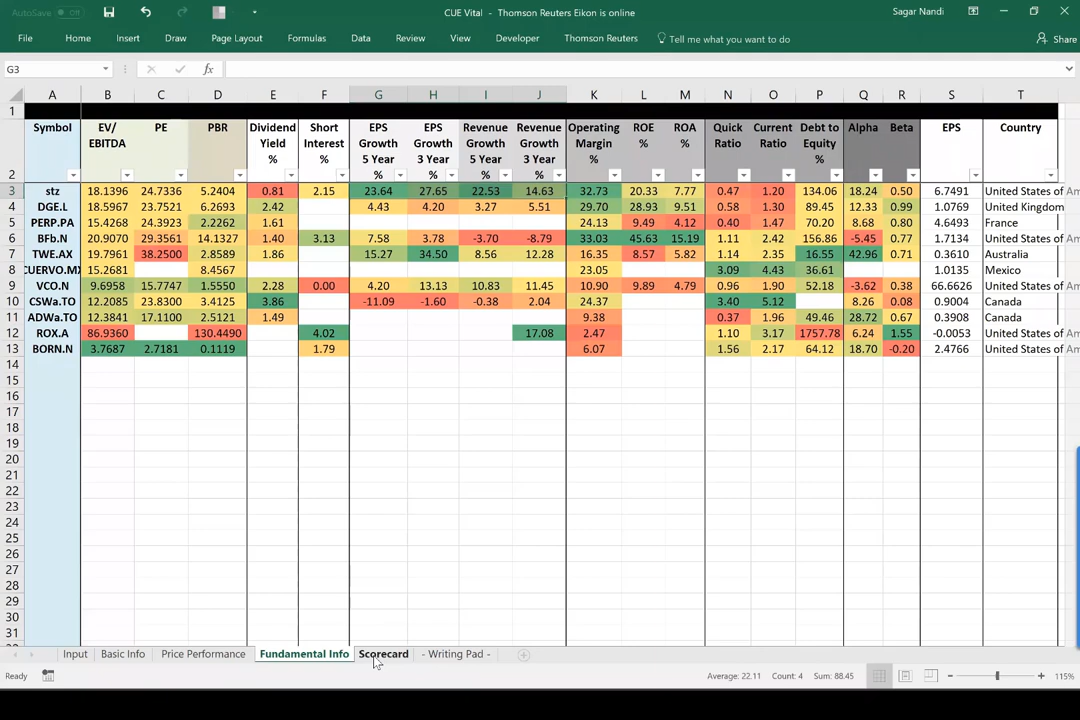 AutoSave Off CUE Vital - Thomson Reuters Eikon is online Sagar Nandi
File Home Insert Draw Page Layout Formulas Data Review View Developer Thomson Reuters Tell me what you want to do Share
G3 fx
A B C D E F G H I J K L M N O P Q R S T
1
Symbol EV/ EBITDA PE PBR Dividend Yield % Short Interest % EPS Growth 5 Year % EPS Growth 3 Year % Revenue Growth 5 Year % Revenue Growth 3 Year % Operating Margin % ROE % ROA % Quick Ratio Current Ratio Debt to Equity % Alpha Beta EPS Country
2
3 stz 18.1396 24.7336 5.2404 0.81 2.15 23.64 27.65 22.53 14.63 32.73 20.33 7.77 0.47 1.20 134.06 18.24 0.50 6.7491 United States of Am
4 DGE.L 18.5967 23.7521 6.2693 2.42 4.43 4.20 3.27 5.51 29.70 28.93 9.51 0.58 1.30 89.45 12.33 0.99 1.0769 United Kingdom
5 PERP.PA 15.4268 24.3923 2.2262 1.61 24.13 9.49 4.12 0.40 1.47 70.20 8.68 0.80 4.6493 France
6 BFb.N 20.9070 29.3561 14.1327 1.40 3.13 7.58 3.78 -3.70 -8.79 33.03 45.63 15.19 1.11 2.42 156.86 -5.45 0.77 1.7134 United States of Am
7 TWE.AX 19.7961 38.2500 2.8589 1.86 15.27 34.50 8.56 12.28 16.35 8.57 5.82 1.14 2.35 16.55 42.96 0.71 0.3610 Australia
8 CUERVO.MX 15.2681 8.4567 23.05 3.09 4.43 36.61 1.0135 Mexico
9 VCO.N 9.6958 15.7747 1.5550 2.28 0.00 4.20 13.13 10.83 11.45 10.90 9.89 4.79 0.96 1.90 52.18 -3.62 0.38 66.6626 United States of Am
10 CSWa.TO 12.2085 23.8300 3.4125 3.86 -11.09 -1.60 -0.38 2.04 24.37 3.40 5.12 8.26 0.08 0.9004 Canada
11 ADWa.TO 12.3841 17.1100 2.5121 1.49 9.38 0.37 1.96 49.46 28.72 0.67 0.3908 Canada
12 ROX.A 86.9360 130.4490 4.02 17.08 2.47 1.10 3.17 1757.78 6.24 1.55 -0.0053 United States of Am
13 BORN.N 3.7687 2.7181 0.1119 1.79 6.07 1.56 2.17 64.12 18.70 -0.20 2.4766 United States of Am
14
15
16
17
18
19
20
21
22
23
24
25
26
27
28
29
30
31
Input Basic Info Price Performance Fundamental Info Scorecard - Writing Pad -
Ready Average: 22.11 Count: 4 Sum: 88.45 115%